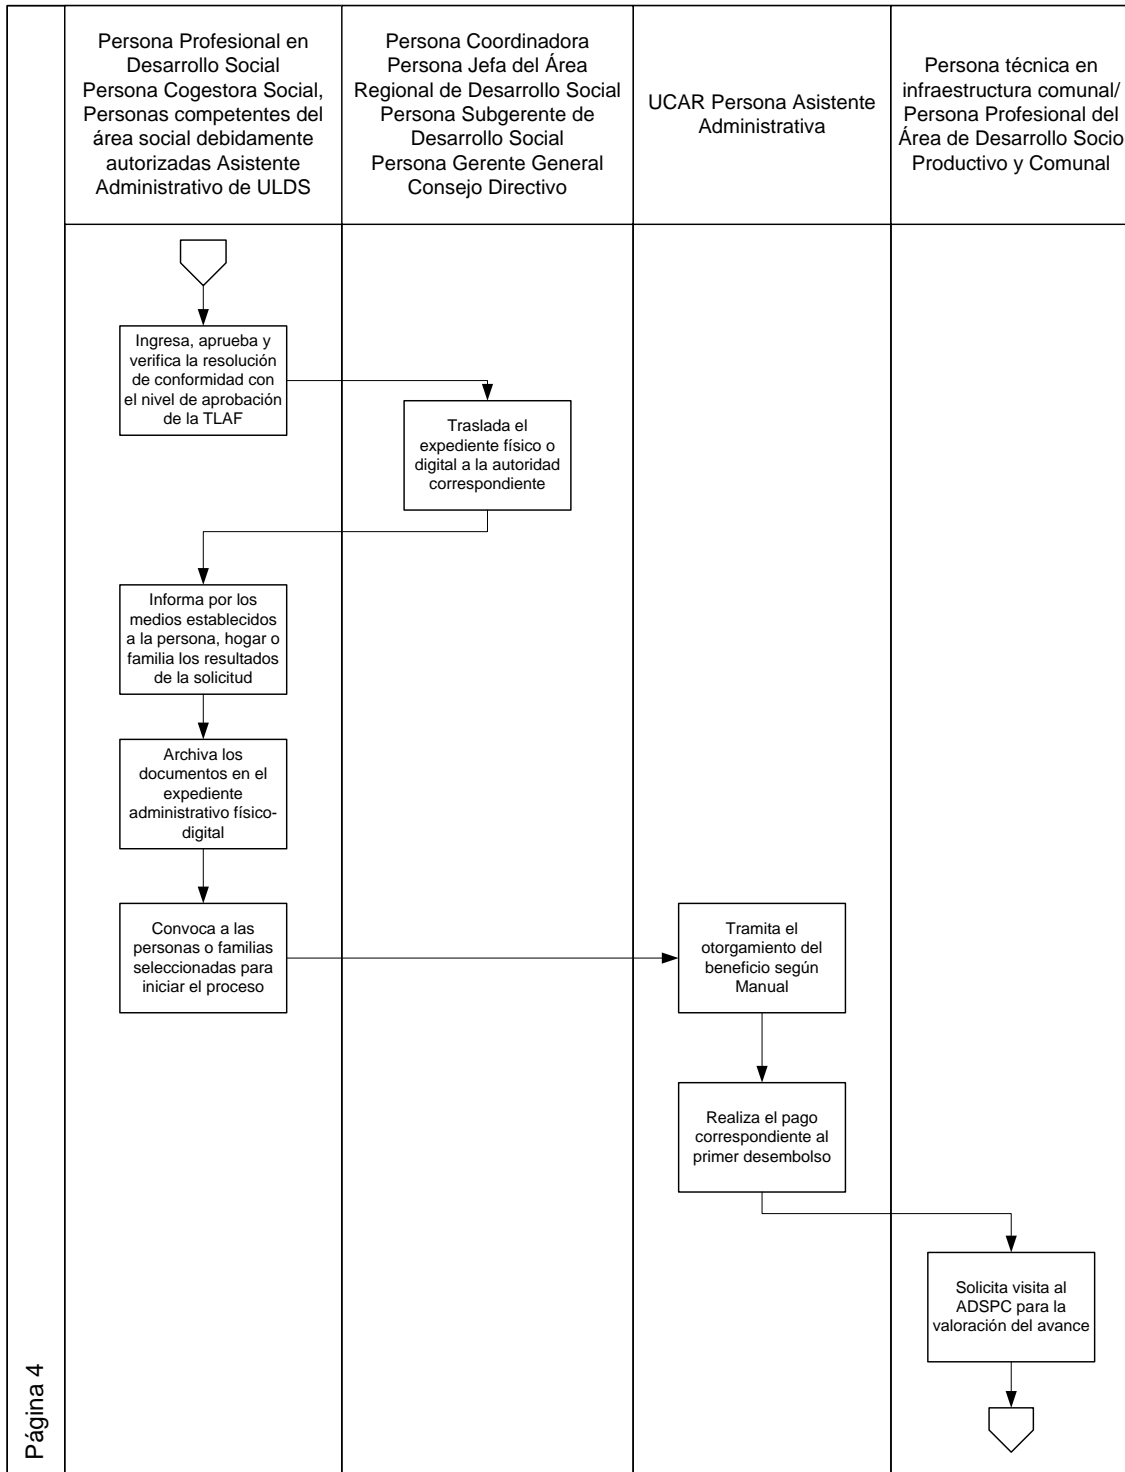 Persona Profesional en
Desarrollo Social
Persona Cogestora Social,
Personas competentes del
área social debidamente
autorizadas Asistente
Administrativo de ULDS
Persona Coordinadora
Persona Jefa del Área
Regional de Desarrollo Social
Persona Subgerente de
Desarrollo Social
Persona Gerente General
Consejo Directivo
UCAR Persona Asistente
Administrativa
Persona técnica en
infraestructura comunal/
Persona Profesional del
Área de Desarrollo Socio
Productivo y Comunal
Ingresa, aprueba y
verifica la resolución
de conformidad con
el nivel de aprobación
de la TLAF
Traslada el
expediente físico o
digital a la autoridad
correspondiente
Informa por los
medios establecidos
a la persona, hogar o
familia los resultados
de la solicitud
Archiva los
documentos en el
expediente
administrativo físico-
digital
Convoca a las
personas o familias
seleccionadas para
iniciar el proceso
Tramita el
otorgamiento del
beneficio según
Manual
Realiza el pago
correspondiente al
primer desembolso
Solicita visita al
ADSPC para la
valoración del avance
Página 4